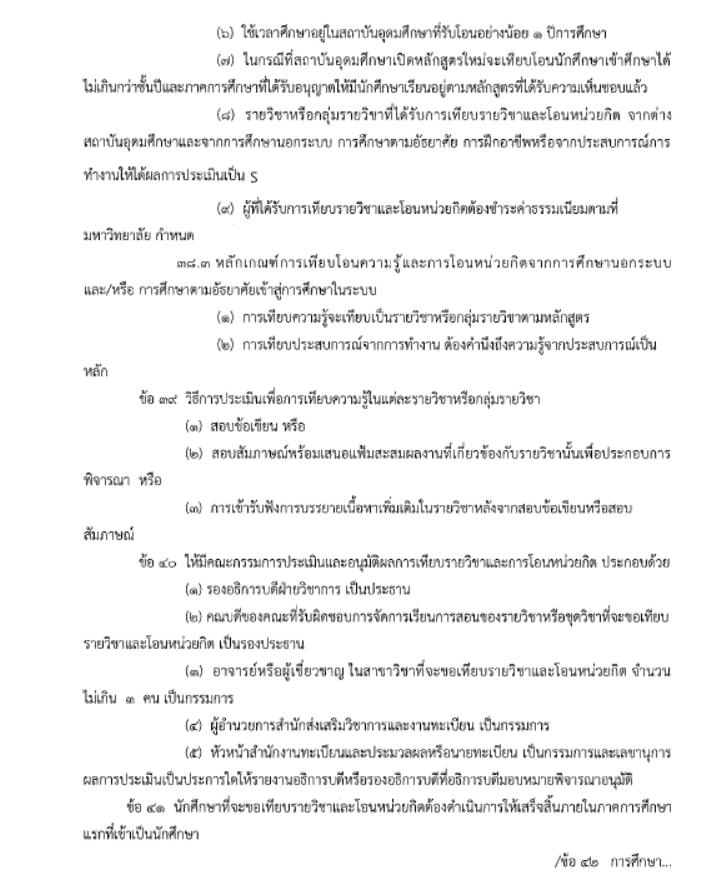 (๖) ใช้เวลาศึกษาอยู่ในสถาบันอุดมศึกษาที่รับโอนอย่างน้อย ๑ ปีการศึกษา
(๗) ในกรณีที่สถาบันอุดมศึกษาเปิดหลักสูตรใหม่จะเทียบโอนนักศึกษาเข้าศึกษาได้
ไม่เกินกว่าชั้นปีและภาคการศึกษาที่ได้รับอนุญาตให้มีนักศึกษาเรียนอยู่ตามหลักสูตรที่ได้รับความเห็นชอบแล้ว
(๘) รายวิชาหรือกลุ่มรายวิชาที่ได้รับการเทียบรายวิชาและโอนหน่วยกิต จากต่าง
สถาบันอุดมศึกษาและจากการศึกษานอกระบบ การศึกษาตามอัธยาศัย การฝึกอาชีพหรือจากประสบการณ์การ
ทำงานให้ได้ผลการประเมินเป็น S
(๙) ผู้ที่ได้รับการเทียบรายวิชาและโอนหน่วยกิตต้องชำระค่าธรรมเนียมตามที่
มหาวิทยาลัย กำหนด
๓๘.๓ หลักเกณฑ์การเทียบโอนความรู้และการโอนหน่วยกิตจากการศึกษานอกระบบ
และ/หรือ การศึกษาตามอัธยาศัยเข้าสู่การศึกษาในระบบ
(๑) การเทียบความรู้จะเทียบเป็นรายวิชาหรือกลุ่มรายวิชาตามหลักสูตร
(๒) การเทียบประสบการณ์จากการทำงาน ต้องคำนึงถึงความรู้จากประสบการณ์เป็น
หลัก
ข้อ ๓๙ วิธีการประเมินเพื่อการเทียบความรู้ในแต่ละรายวิชาหรือกลุ่มรายวิชา
(๑) สอบข้อเขียน หรือ
(๒) สอบสัมภาษณ์พร้อมเสนอแฟ้มสะสมผลงานที่เกี่ยวข้องกับรายวิชานั้นเพื่อประกอบการ
พิจารณา หรือ
(๓) การเข้ารับฟังการบรรยายเนื้อหาเพิ่มเติมในรายวิชาหลังจากสอบข้อเขียนหรือสอบ
สัมภาษณ์
ข้อ ๔๐ ให้มีคณะกรรมการประเมินและอนุมัติผลการเทียบรายวิชาและการโอนหน่วยกิต ประกอบด้วย
(๑) รองอธิการบดีฝ่ายวิชาการ เป็นประธาน
(๒) คณบดีของคณะที่รับผิดชอบการจัดการเรียนการสอนของรายวิชาหรือชุดวิชาที่จะขอเทียบ
รายวิชาและโอนหน่วยกิต เป็นรองประธาน
(๓) อาจารย์หรือผู้เชี่ยวชาญ ในสาขาวิชาที่จะขอเทียบรายวิชาและโอนหน่วยกิต จำนวน
ไม่เกิน ๓ คน เป็นกรรมการ
(๔) ผู้อำนวยการสำนักส่งเสริมวิชาการและงานทะเบียน เป็นกรรมการ
(๕) หัวหน้าสำนักงานทะเบียนและประมวลผลหรือนายทะเบียน เป็นกรรมการและเลขานุการ
ผลการประเมินเป็นประการใดให้รายงานอธิการบดีหรือรองอธิการบดีที่อธิการบดีมอบหมายพิจารณาอนุมัติ
ข้อ ๔๑ นักศึกษาที่จะขอเทียบรายวิชาและโอนหน่วยกิตต้องดำเนินการให้เสร็จสิ้นภายในภาคการศึกษา
แรกที่เข้าเป็นนักศึกษา
/ข้อ ๔๒ การศึกษา...